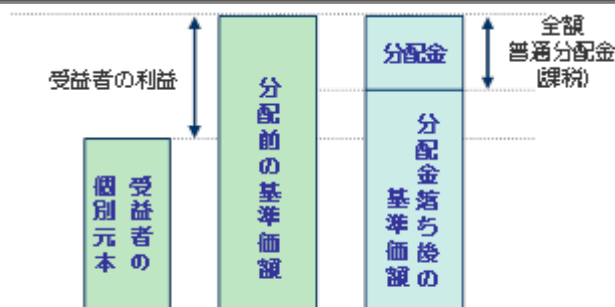 全額
普通分配金
(課税)
受益者の利益
分配金
分配前の基準価額
分配金落ち後の
基準価額
受益者の
個別元本